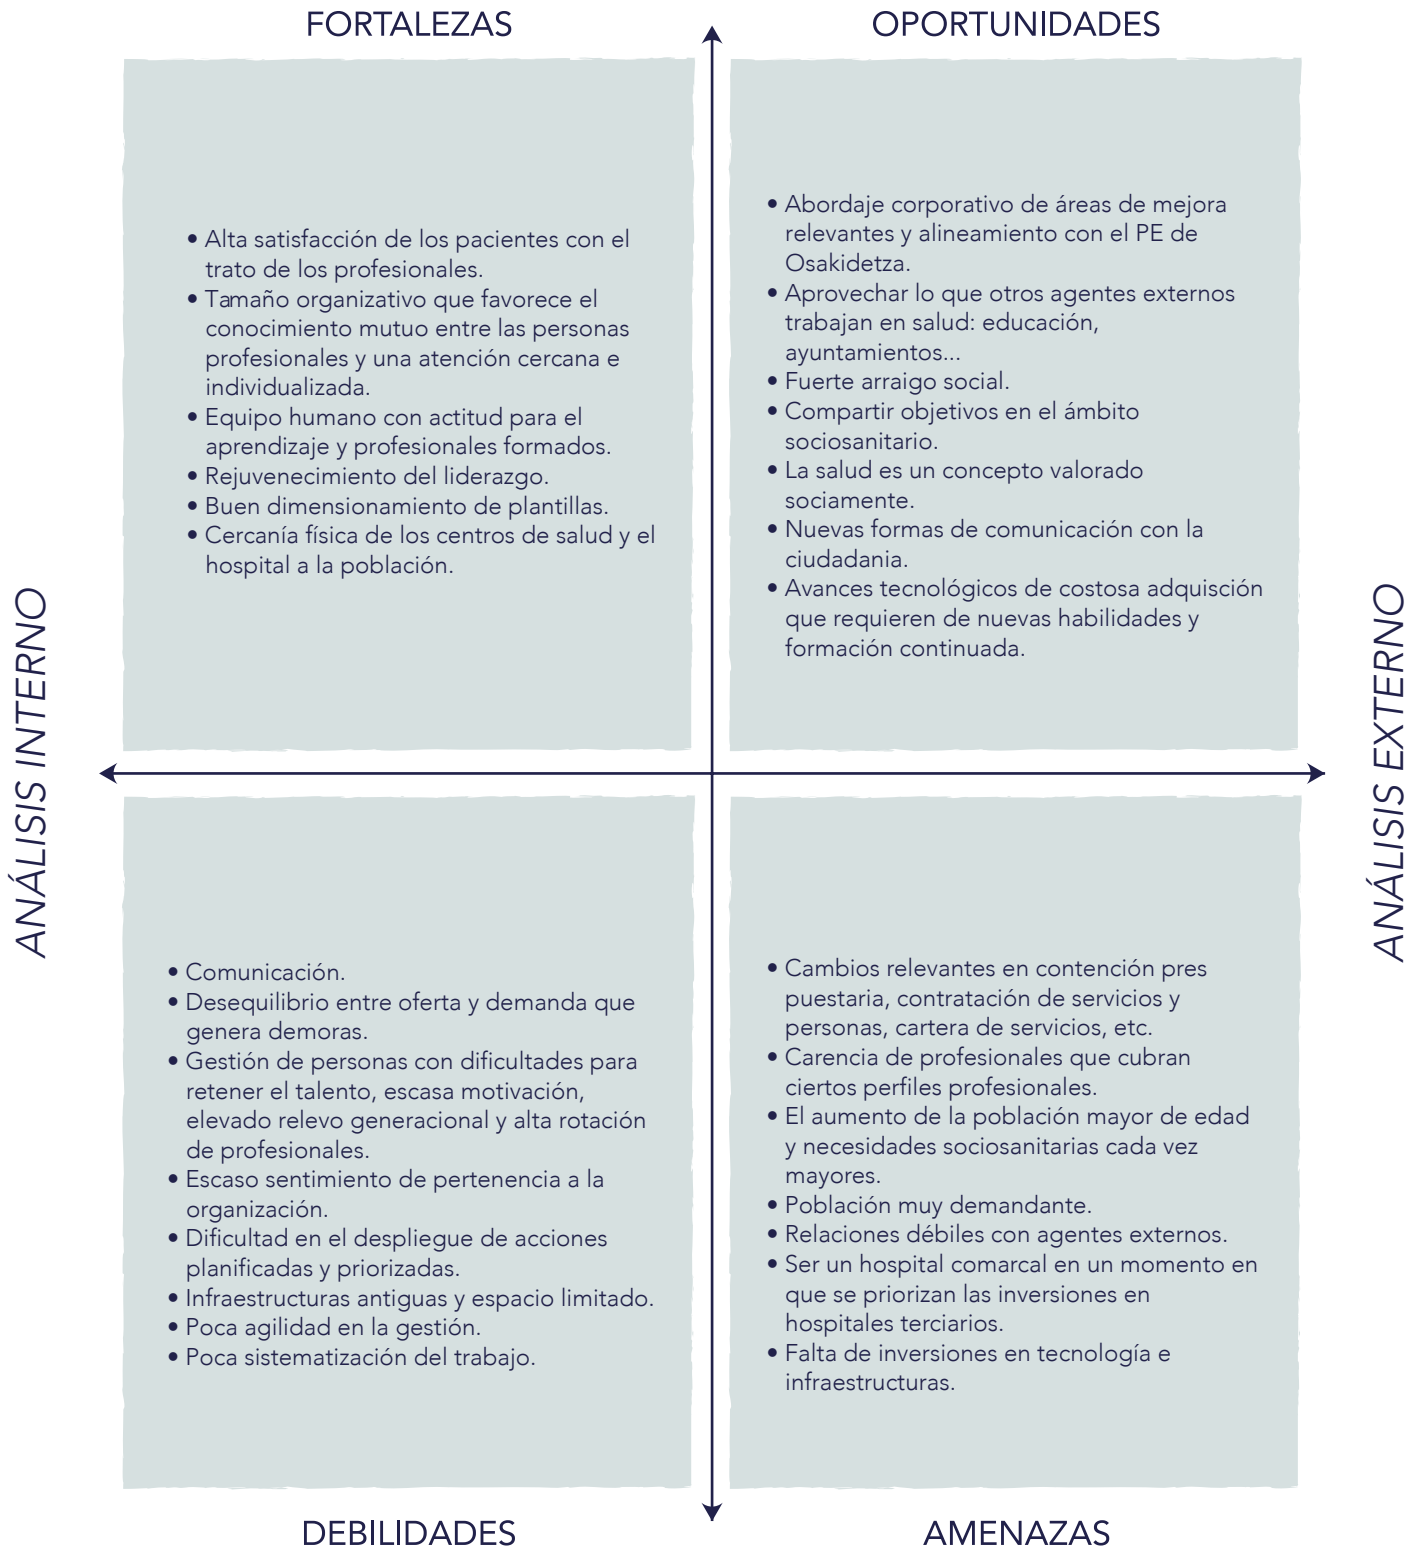 FORTALEZAS
• Alta satisfacción de los pacientes con el
trato de los profesionales.
• Tamaño organizativo que favorece el
conocimiento mutuo entre las personas
profesionales y una atención cercana e
individualizada.
• Equipo humano con actitud para el
aprendizaje y profesionales formados.
• Rejuvenecimiento del liderazgo.
• Buen dimensionamiento de plantillas.
• Cercanía física de los centros de salud y el
hospital a la población.
OPORTUNIDADES
• Abordaje corporativo de áreas de mejora
relevantes y alineamiento con el PE de
Osakidetza.
• Aprovechar lo que otros agentes externos
trabajan en salud: educación,
ayuntamientos...
• Fuerte arraigo social.
• Compartir objetivos en el ámbito
sociosanitario.
• La salud es un concepto valorado
socialmente.
• Nuevas formas de comunicación con la
ciudadania.
• Avances tecnológicos de costosa adquisción
que requieren de nuevas habilidades y
formación continuada.
ANÁLISIS INTERNO
ANÁLISIS EXTERNO
• Comunicación.
• Desequilibrio entre oferta y demanda que
genera demoras.
• Gestión de personas con dificultades para
retener el talento, escasa motivación,
elevado relevo generacional y alta rotación
de profesionales.
• Escaso sentimiento de pertenencia a la
organización.
• Dificultad en el despliegue de acciones
planificadas y priorizadas.
• Infraestructuras antiguas y espacio limitado.
• Poca agilidad en la gestión.
• Poca sistematización del trabajo.
DEBILIDADES
• Cambios relevantes en contención pres
puestaria, contratación de servicios y
personas, cartera de servicios, etc.
• Carencia de profesionales que cubran
ciertos perfiles profesionales.
• El aumento de la población mayor de edad
y necesidades sociosanitarias cada vez
mayores.
• Población muy demandante.
• Relaciones débiles con agentes externos.
• Ser un hospital comarcal en un momento en
que se priorizan las inversiones en
hospitales terciarios.
• Falta de inversiones en tecnología e
infraestructuras.
AMENAZAS